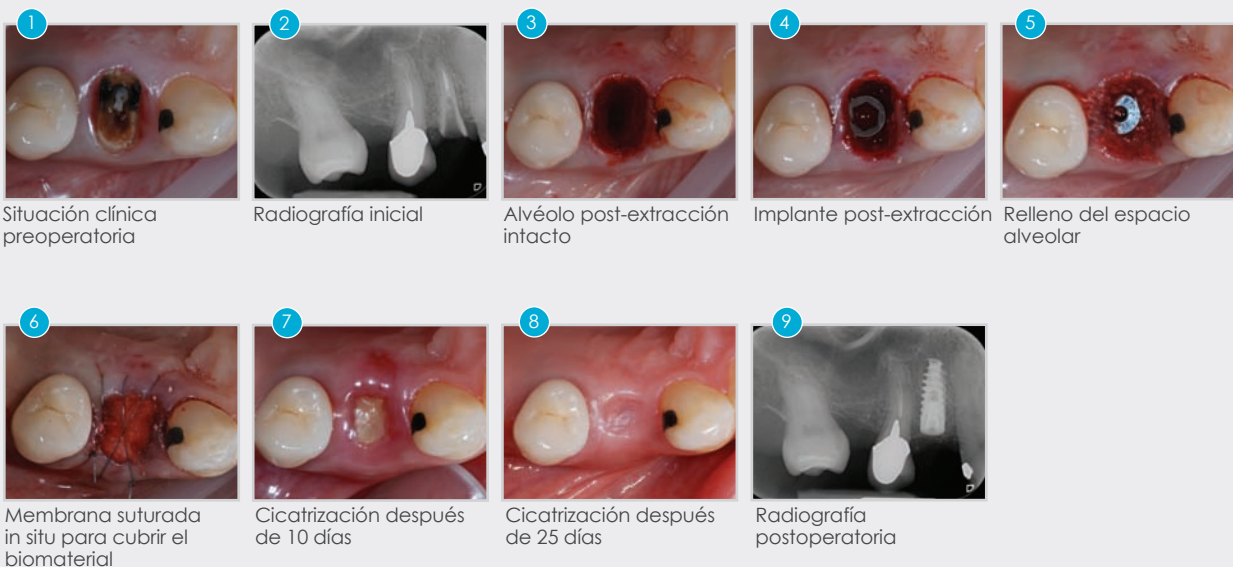 1
2
3
4
5
Situación clínica
preoperatoria
Radiografía inicial
Alvéolo post-extracción
intacto
Implante post-extracción
Relleno del espacio
alveolar
6
7
8
9
Membrana suturada
in situ para cubrir el
biomaterial
Cicatrización después
de 10 días
Cicatrización después
de 25 días
Radiografía
postoperatoria